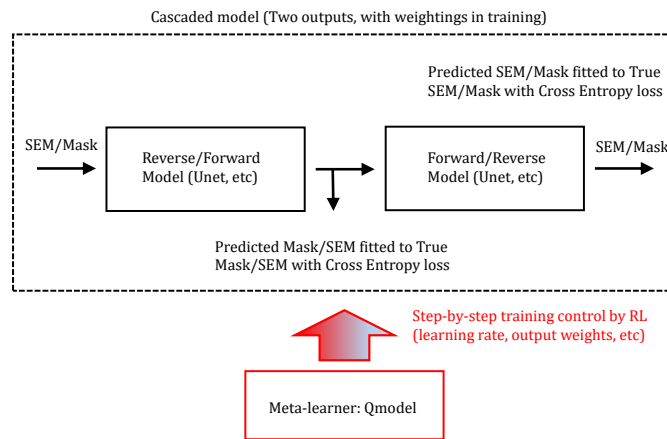 Cascaded model (Two outputs, with weightings in training)
Predicted SEM/Mask fitted to True
SEM/Mask with Cross Entropy loss
SEM/Mask
Reverse/Forward
Model (Unet, etc)
Forward/Reverse
Model (Unet, etc)
SEM/Mask
Predicted Mask/SEM fitted to True
Mask/SEM with Cross Entropy loss
Step-by-step training control by RL
(learning rate, output weights, etc)
Meta-learner: Qmodel